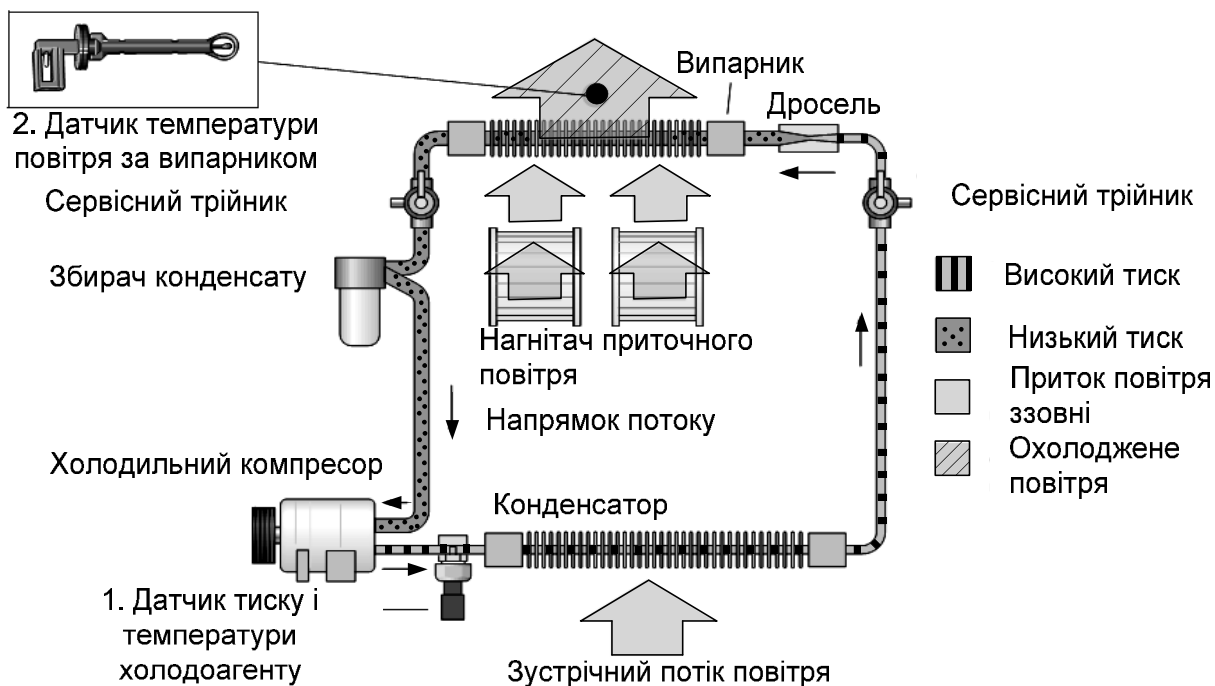 Випарник
Дросель
2. Датчик температури
повітря за випарником
Сервісний трійник
Сервісний трійник
Збирач конденсату
Високий тиск
Низький тиск
Нагнітач приточного
повітря
Приток повітря
ззовні
Напрямок потоку
Охолоджене
повітря
Холодильний компресор
Конденсатор
1. Датчик тиску і
температури
холодоагенту
Зустрічний потік повітря